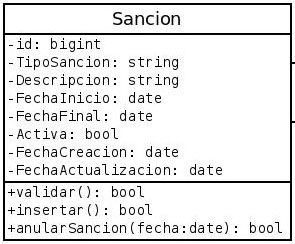 Sancion
-id: bigint
-TipoSancion: string
-Descripcion: string
-FechaInicio: date
-FechaFinal: date
-Activa: bool
-FechaCreacion: date
-FechaActualizacion: date
+validar(): bool
+insertar(): bool
+anularSancion(fecha:date): bool